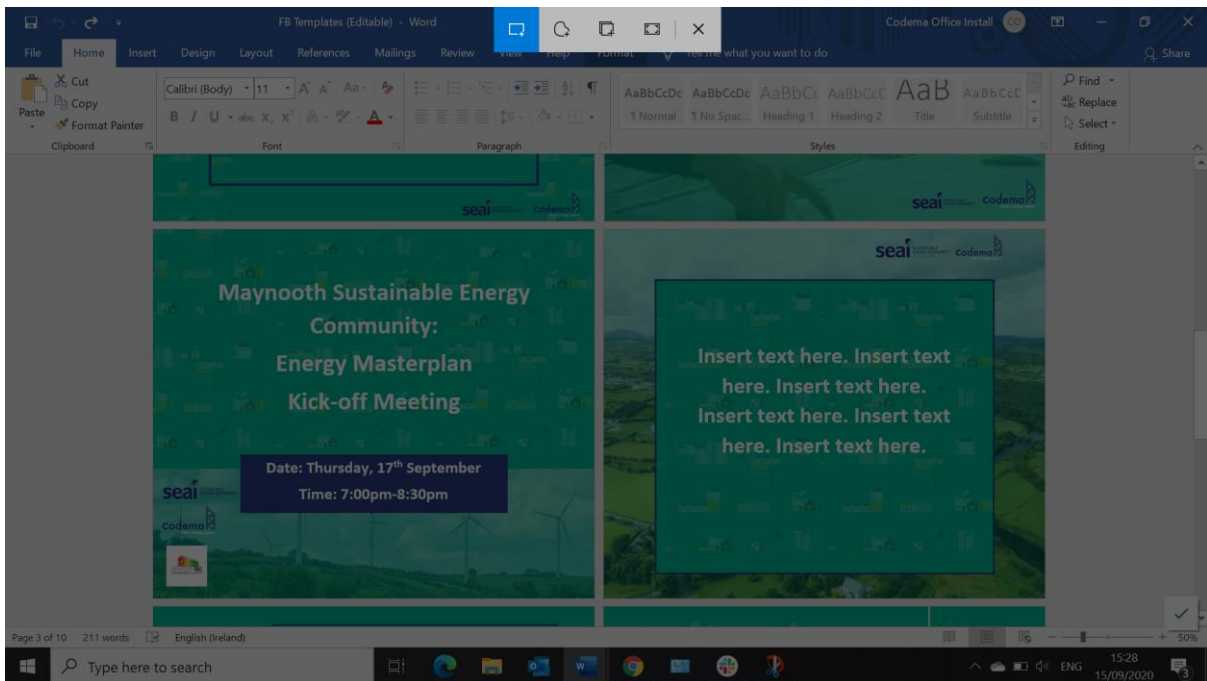 FB Templates (Editable) - Word
Codema Office Install
CO
File Home Insert Design Layout References Mailings Review View Help Format Tell me what you want to do Share
Paste
Cut
Copy
Format Painter
Clipboard
Calibri (Body) 11
Font
Paragraph
AaBbCcDc AaBbCcDc AaBbCc AaBbCcE AaB AaBbCcC
¶ Normal ¶ No Spac... Heading 1 Heading 2 Title Subtitle
Styles
Find
Replace
Select
Editing
seai codema
seai codema
Maynooth Sustainable Energy
Community:
Energy Masterplan
Kick-off Meeting
Date: Thursday, 17th September
Time: 7:00pm-8:30pm
seai
codema
seai codema
Insert text here. Insert text
here. Insert text here.
Insert text here. Insert text
here. Insert text here.
Page 3 of 10 211 words English (Ireland) 50%
Type here to search
ENG 15:28
15/09/2020
3